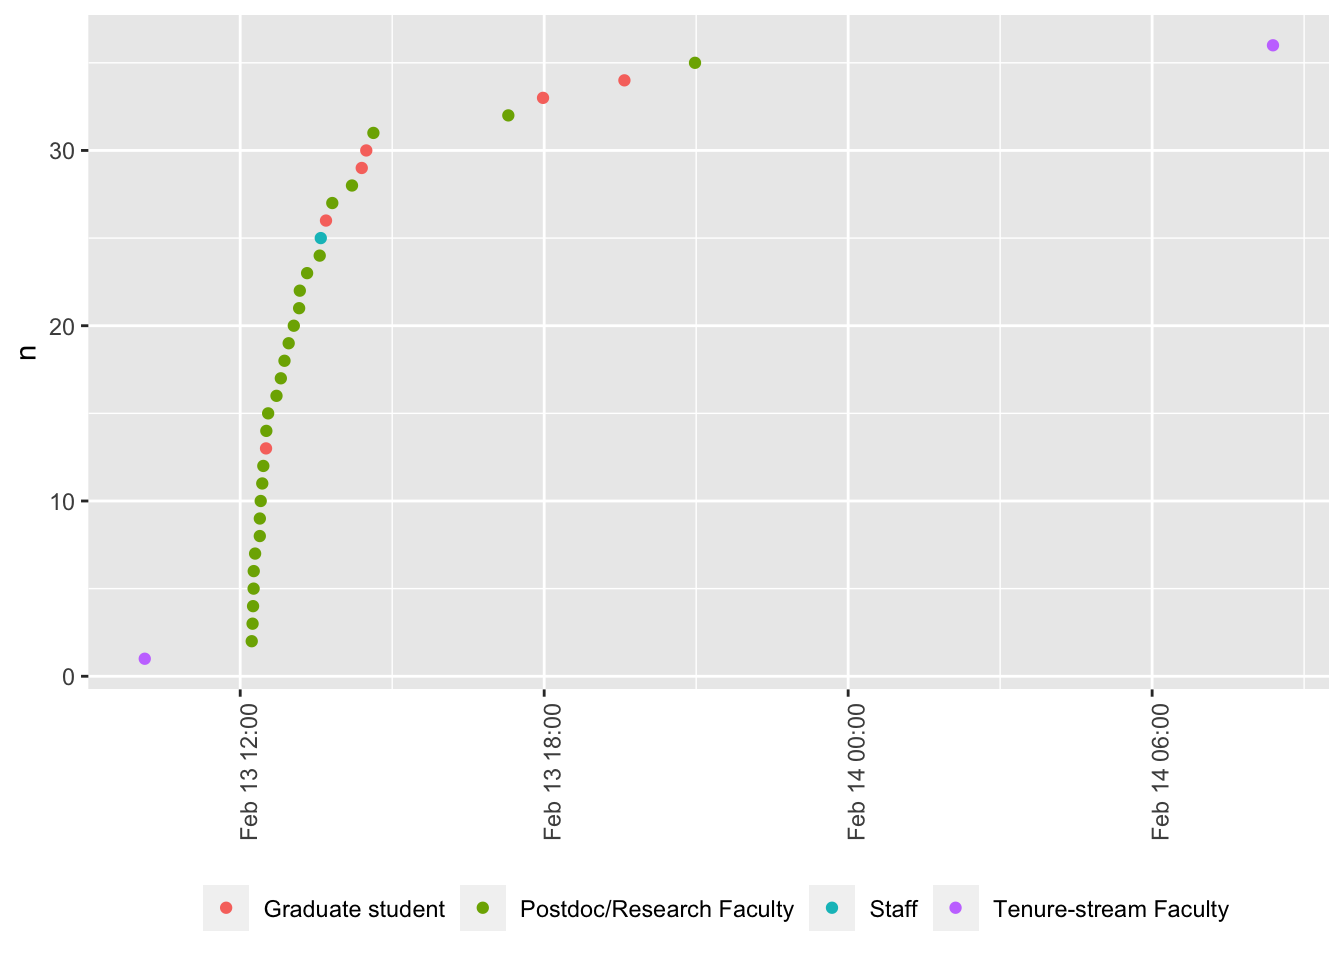 n
30
20
10
0
Feb 13 12:00
Feb 13 18:00
Feb 14 00:00
Feb 14 06:00
Graduate student
Postdoc/Research Faculty
Staff
Tenure-stream Faculty